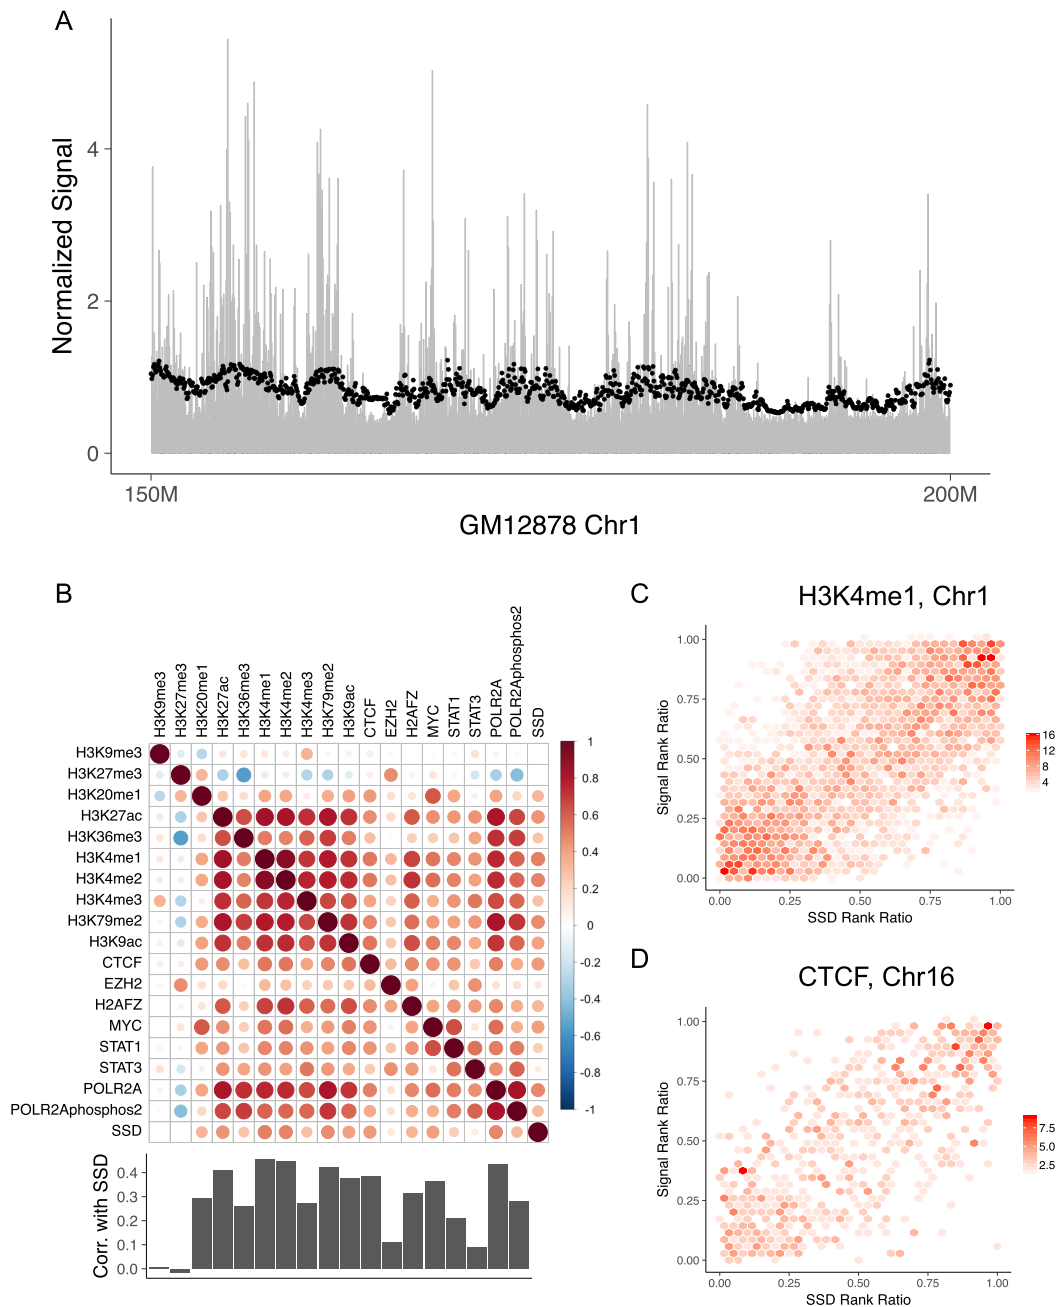 A
Normalized Signal
4
2
0
150M
200M
GM12878 Chr1
B
H3K9me3
H3K27me3
H3K20me1
H3K27ac
H3K36me3
H3K4me1
H3K4me2
H3K4me3
H3K79me2
H3K9ac
CTCF
EZH2
H2AFZ
MYC
STAT1
STAT3
POLR2A
POLR2Aphosphos2
SSD
H3K9me3
H3K27me3
H3K20me1
H3K27ac
H3K36me3
H3K4me1
H3K4me2
H3K4me3
H3K79me2
H3K9ac
CTCF
EZH2
H2AFZ
MYC
STAT1
STAT3
POLR2A
POLR2Aphosphos2
SSD
1
0.8
0.6
0.4
0.2
0
-0.2
-0.4
-0.6
-0.8
-1
Corr. with SSD
0.4
0.3
0.2
0.1
0.0
C
H3K4me1, Chr1
Signal Rank Ratio
1.00
0.75
0.50
0.25
0.00
0.00
0.25
0.50
0.75
1.00
SSD Rank Ratio
16
12
8
4
D
CTCF, Chr16
Signal Rank Ratio
1.00
0.75
0.50
0.25
0.00
0.00
0.25
0.50
0.75
1.00
SSD Rank Ratio
7.5
5.0
2.5